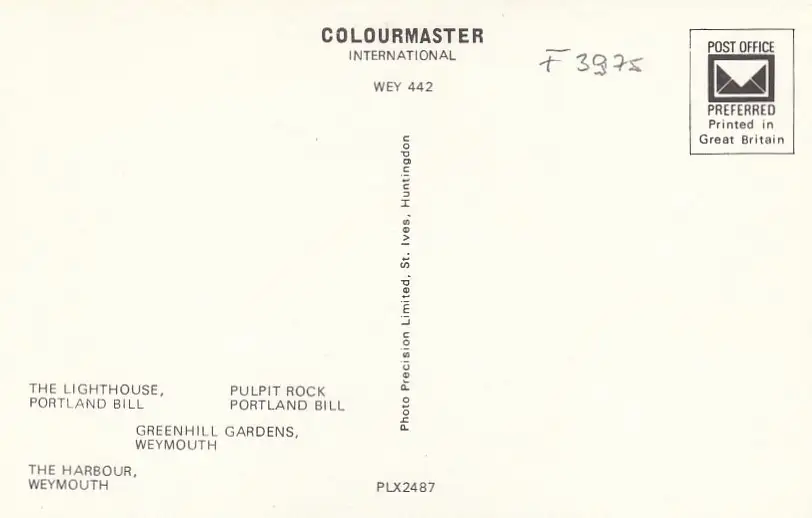 COLOURMASTER
INTERNATIONAL
WEY 442
F 3975
POST OFFICE
PREFERRED
Printed in
Great Britain
Photo Precision Limited, St. Ives, Huntingdon
THE LIGHTHOUSE,
PORTLAND BILL
PULPIT ROCK
PORTLAND BILL
GREENHILL GARDENS,
WEYMOUTH
THE HARBOUR,
WEYMOUTH
PLX2487